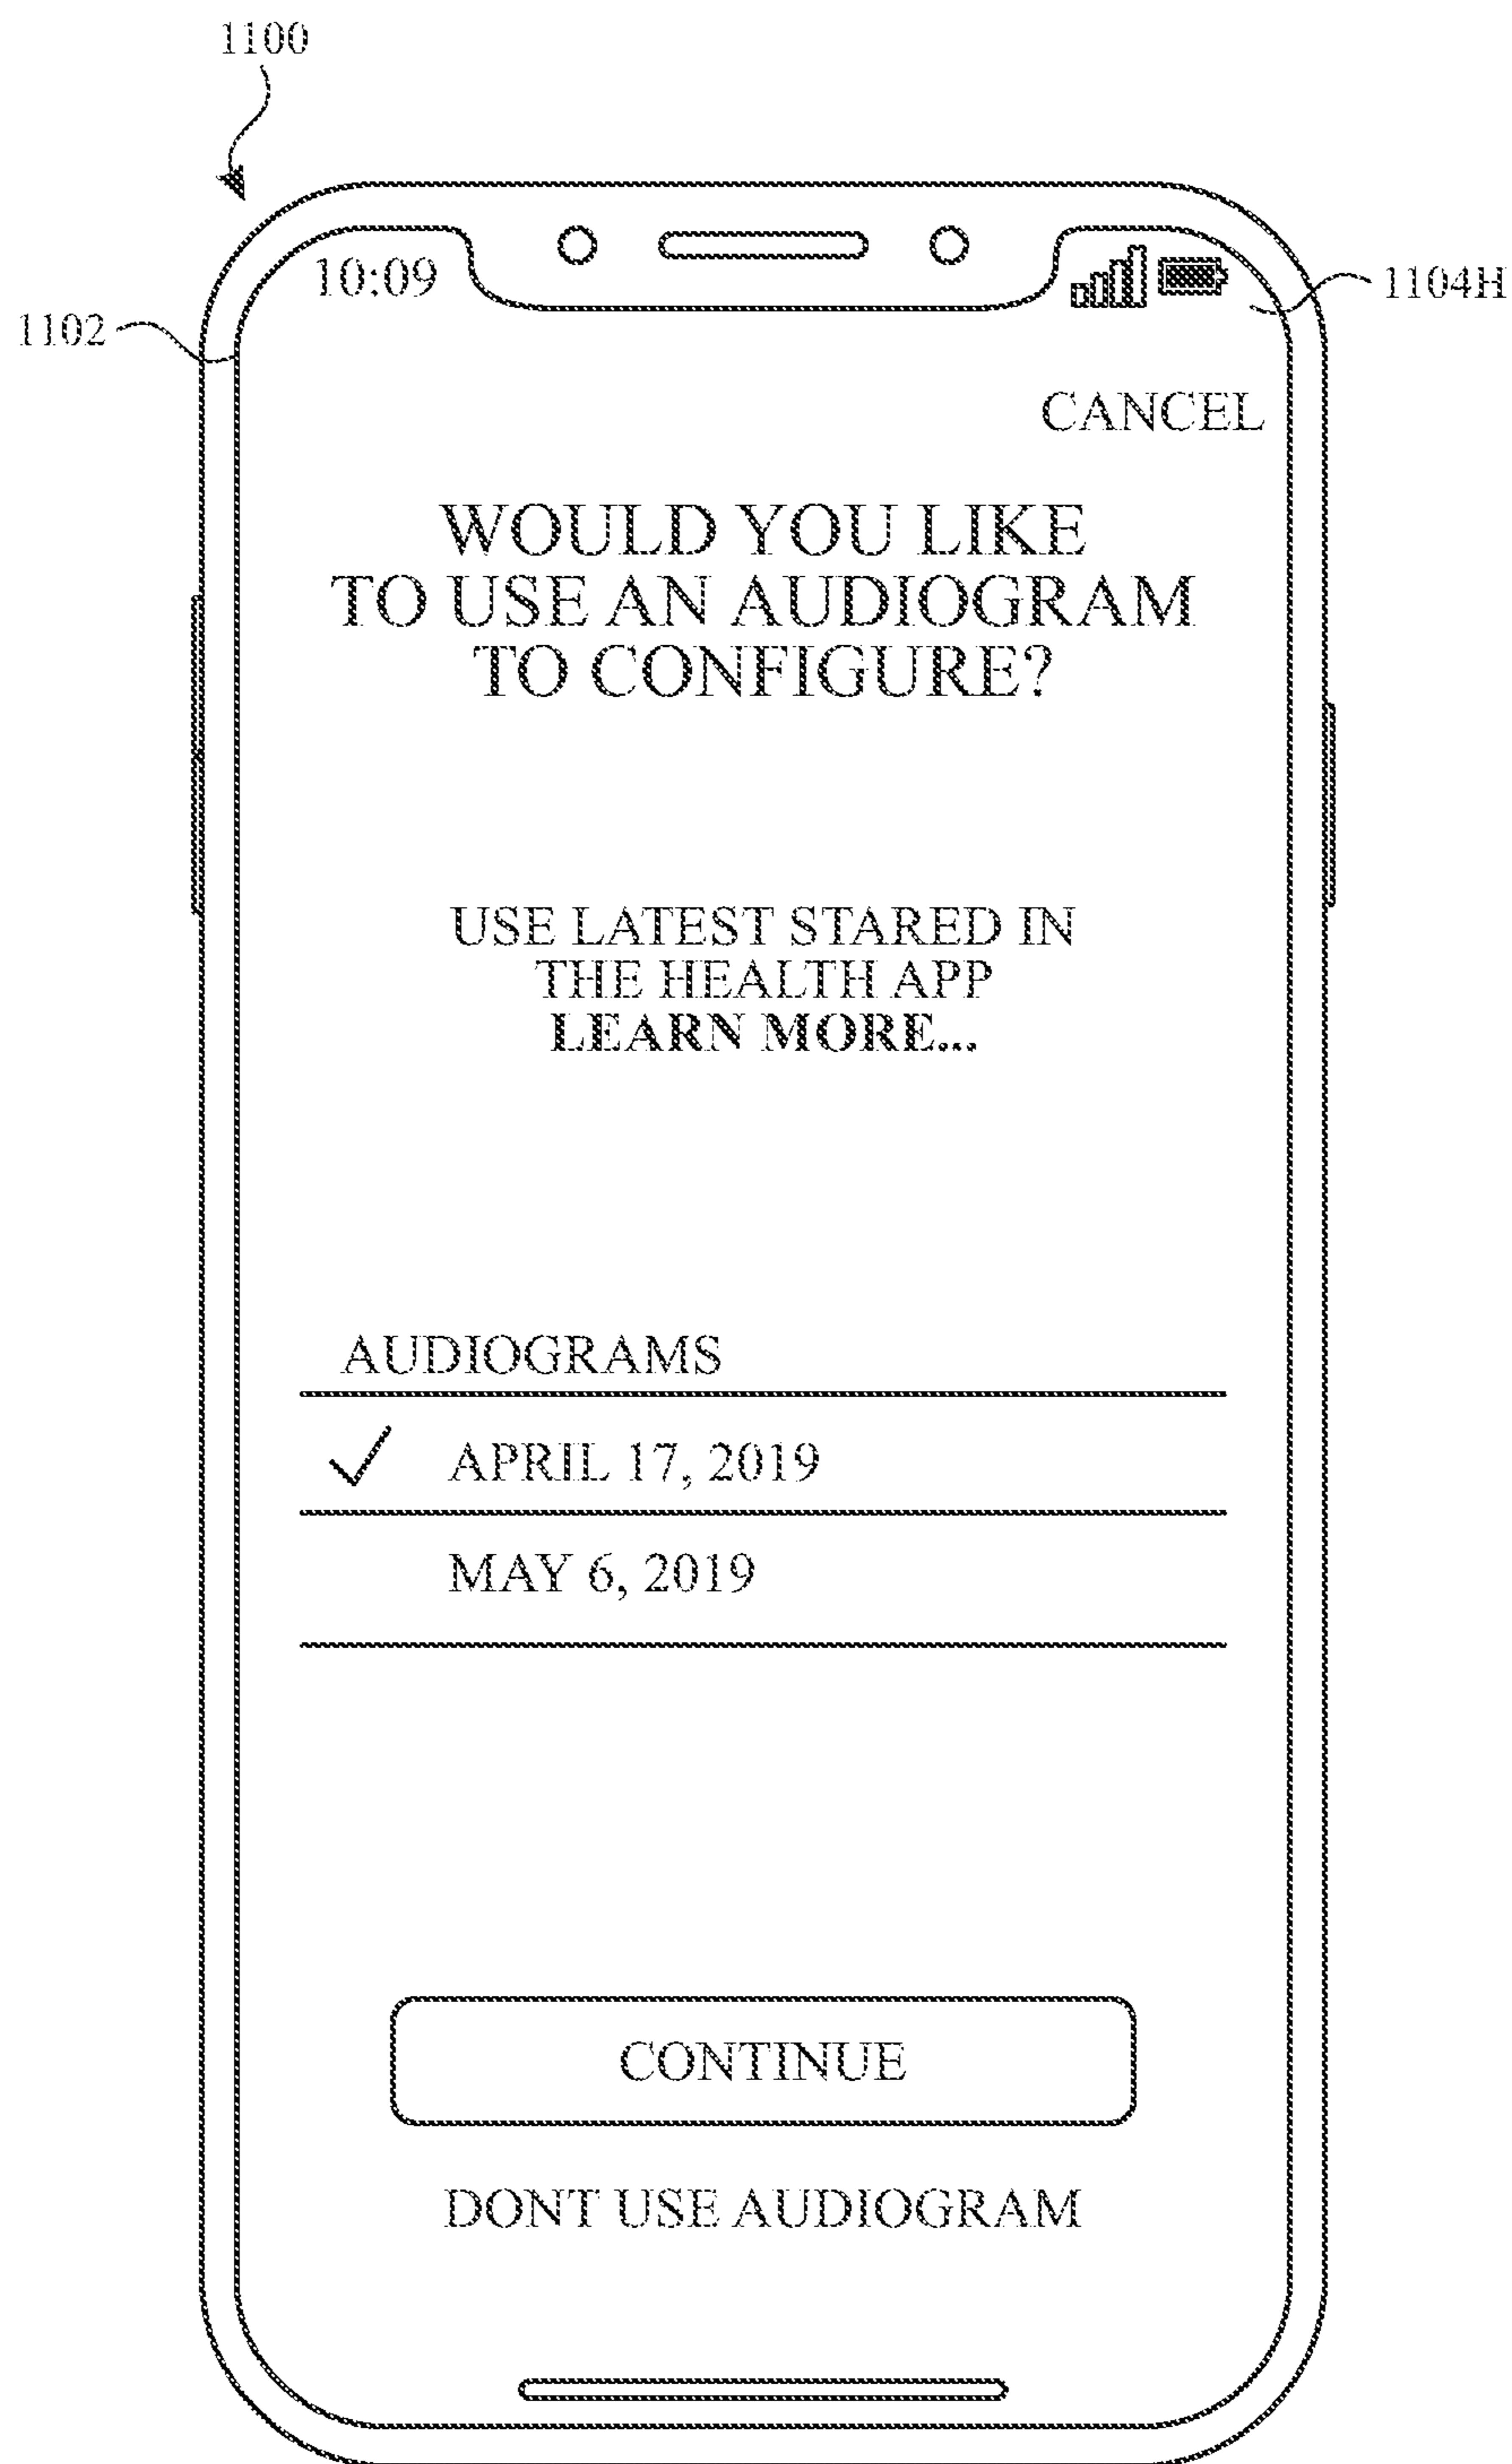 1100
10:09
1104H
1102
CANCEL
WOULD YOU LIKE
TO USE AN AUDIOGRAM
TO CONFIGURE?
USE LATEST STARED IN
THE HEALTH APP
LEARN MORE...
AUDIOGRAMS
APRIL 17, 2019
MAY 6, 2019
CONTINUE
DONT USE AUDIOGRAM